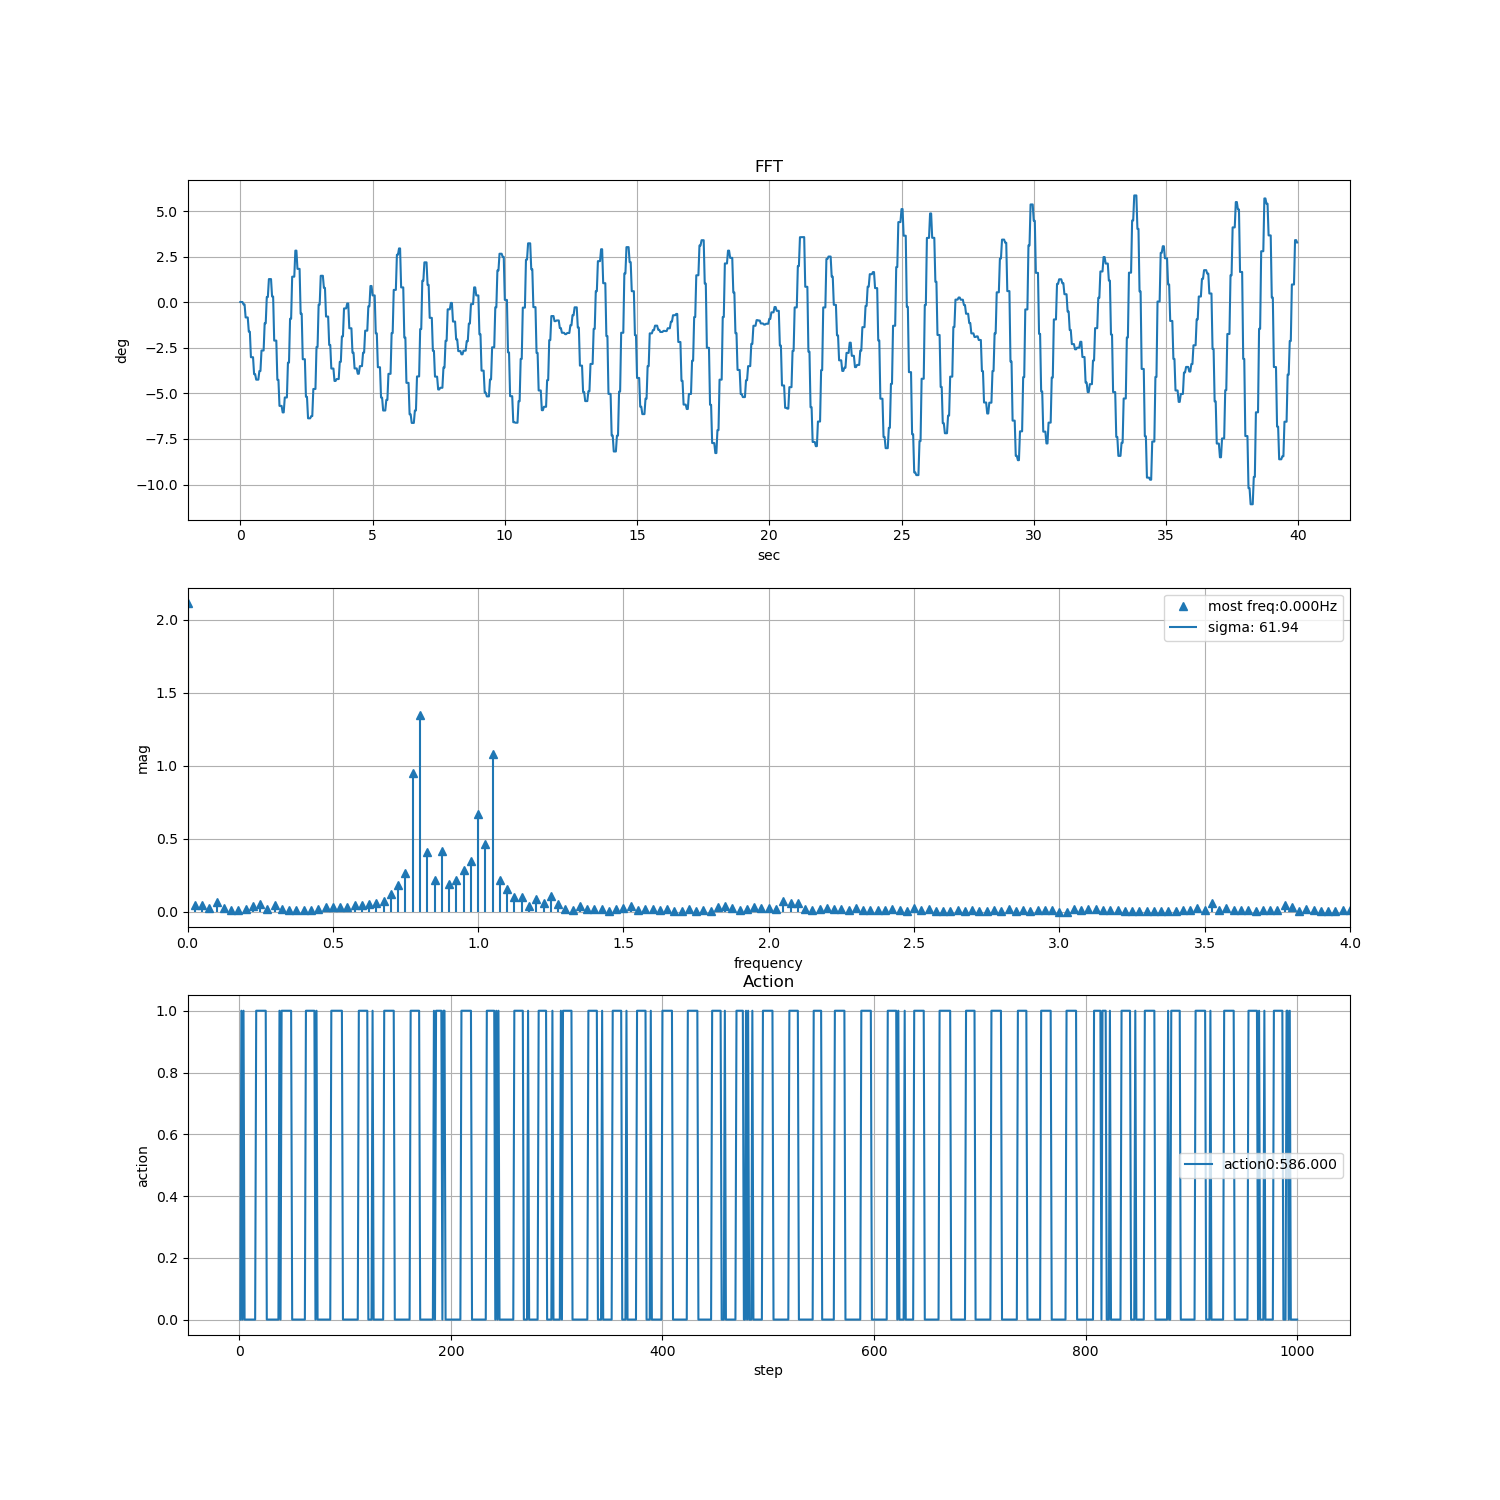 FFT
5.0
2.5
0.0
−2.5
−5.0
−7.5
−10.0
deg
0 5 10 15 20 25 30 35 40
sec
2.0
1.5
1.0
0.5
0.0
mag
most freq:0.000Hz
sigma: 61.94
0.0 0.5 1.0 1.5 2.0 2.5 3.0 3.5 4.0
frequency
Action
1.0
0.8
0.6
0.4
0.2
0.0
action
action0:586.000
0 200 400 600 800 1000
step